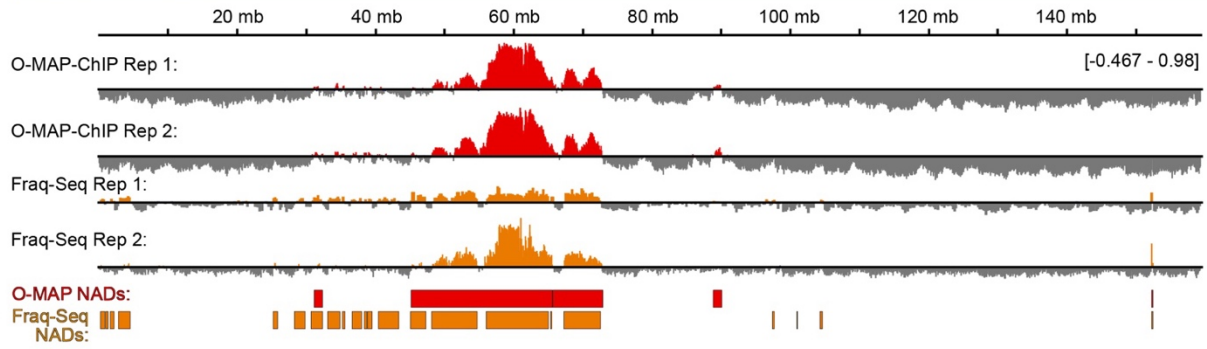 20 mb 40 mb 60 mb 80 mb 100 mb 120 mb 140 mb
O-MAP-ChIP Rep 1: [-0.467 - 0.98]
O-MAP-ChIP Rep 2:
Fraq-Seq Rep 1:
Fraq-Seq Rep 2:
O-MAP NADs:
Fraq-Seq
NADs: